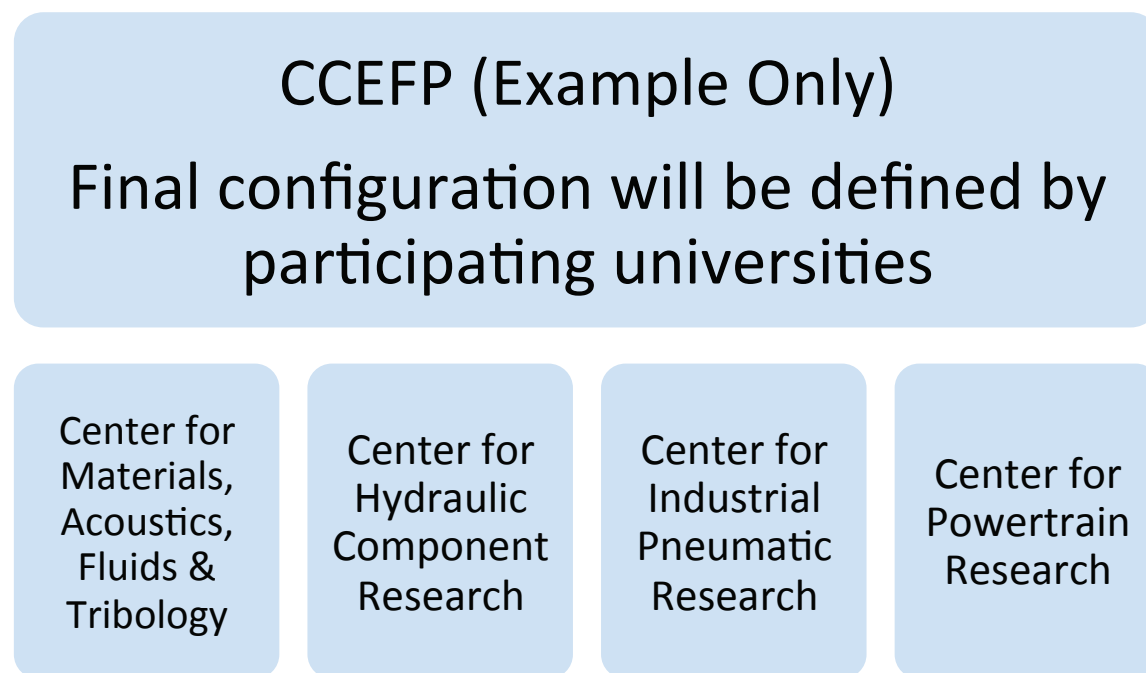 CCEFP (Example Only)
Final configuration will be defined by
participating universities
Center for
Materials,
Acoustics,
Fluids &
Tribology
Center for
Hydraulic
Component
Research
Center for
Industrial
Pneumatic
Research
Center for
Powertrain
Research